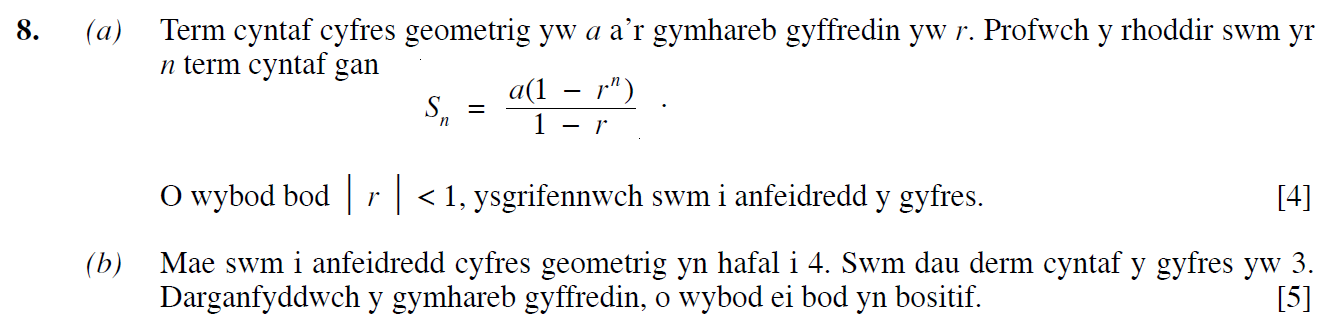 8. (a) Term cyntaf cyfres geometrig yw a a'r gymhareb gyffredin yw r. Profwch y rhoddir swm yr
n term cyntaf gan
Sₙ = a(1 – rⁿ) / 1 – r .
O wybod bod | r | < 1, ysgrifennwch swm i anfeidredd y gyfres. [4]
(b) Mae swm i anfeidredd cyfres geometrig yn hafal i 4. Swm dau derm cyntaf y gyfres yw 3.
Darganfyddwch y gymhareb gyffredin, o wybod ei bod yn bositif. [5]